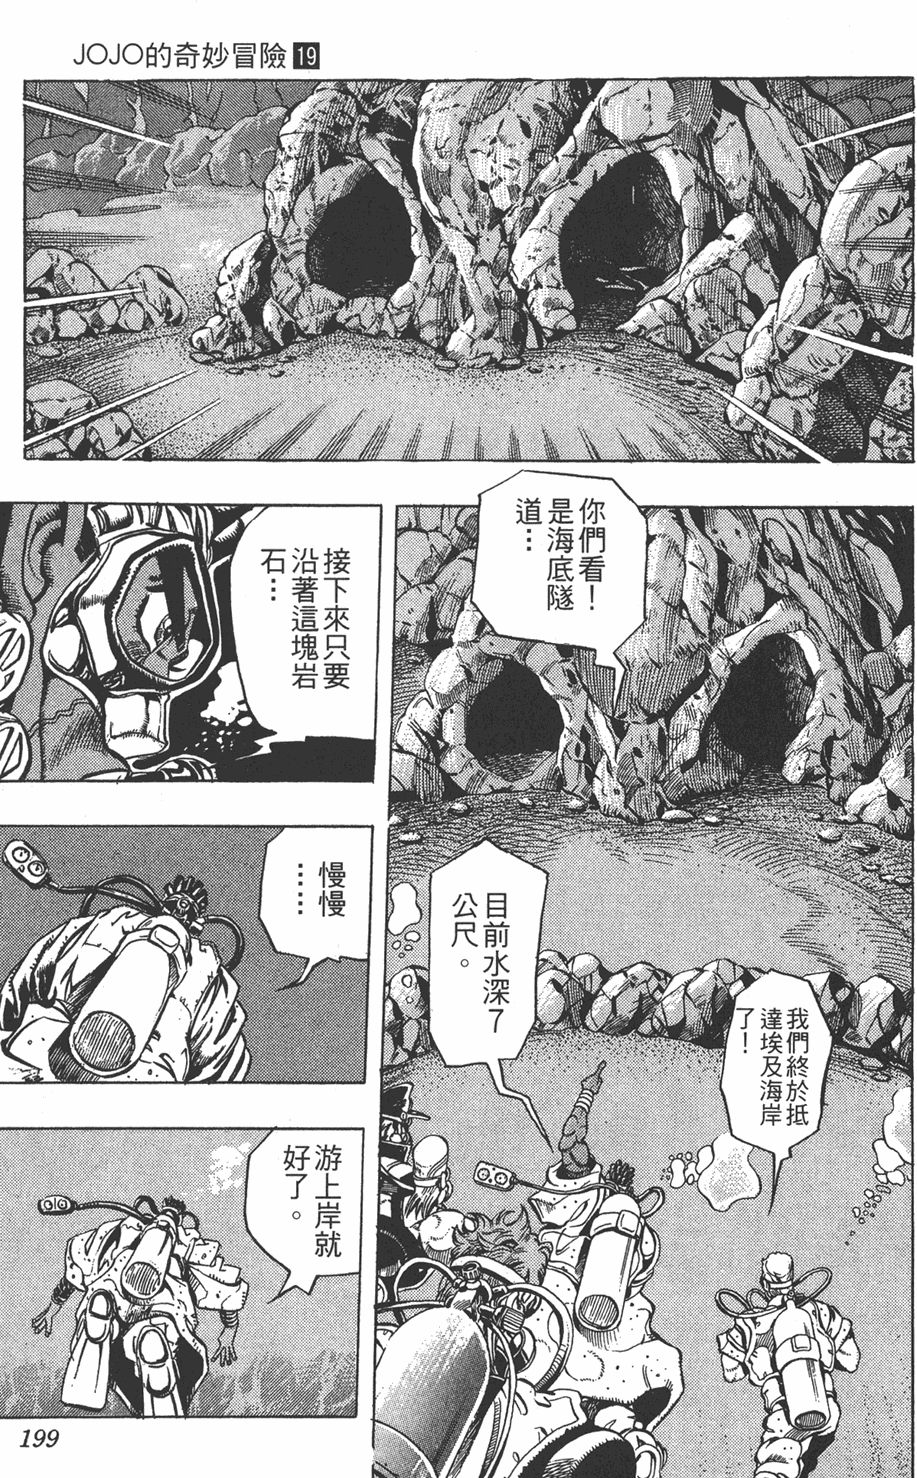 JOJO的奇妙冒險19
你們看！
是海底隧
道…
目前水深7
公尺。
我們終於抵
達埃及海岸
了！
接下來只要
沿著這塊岩
石…
慢慢
……
游上岸就
好了。
199